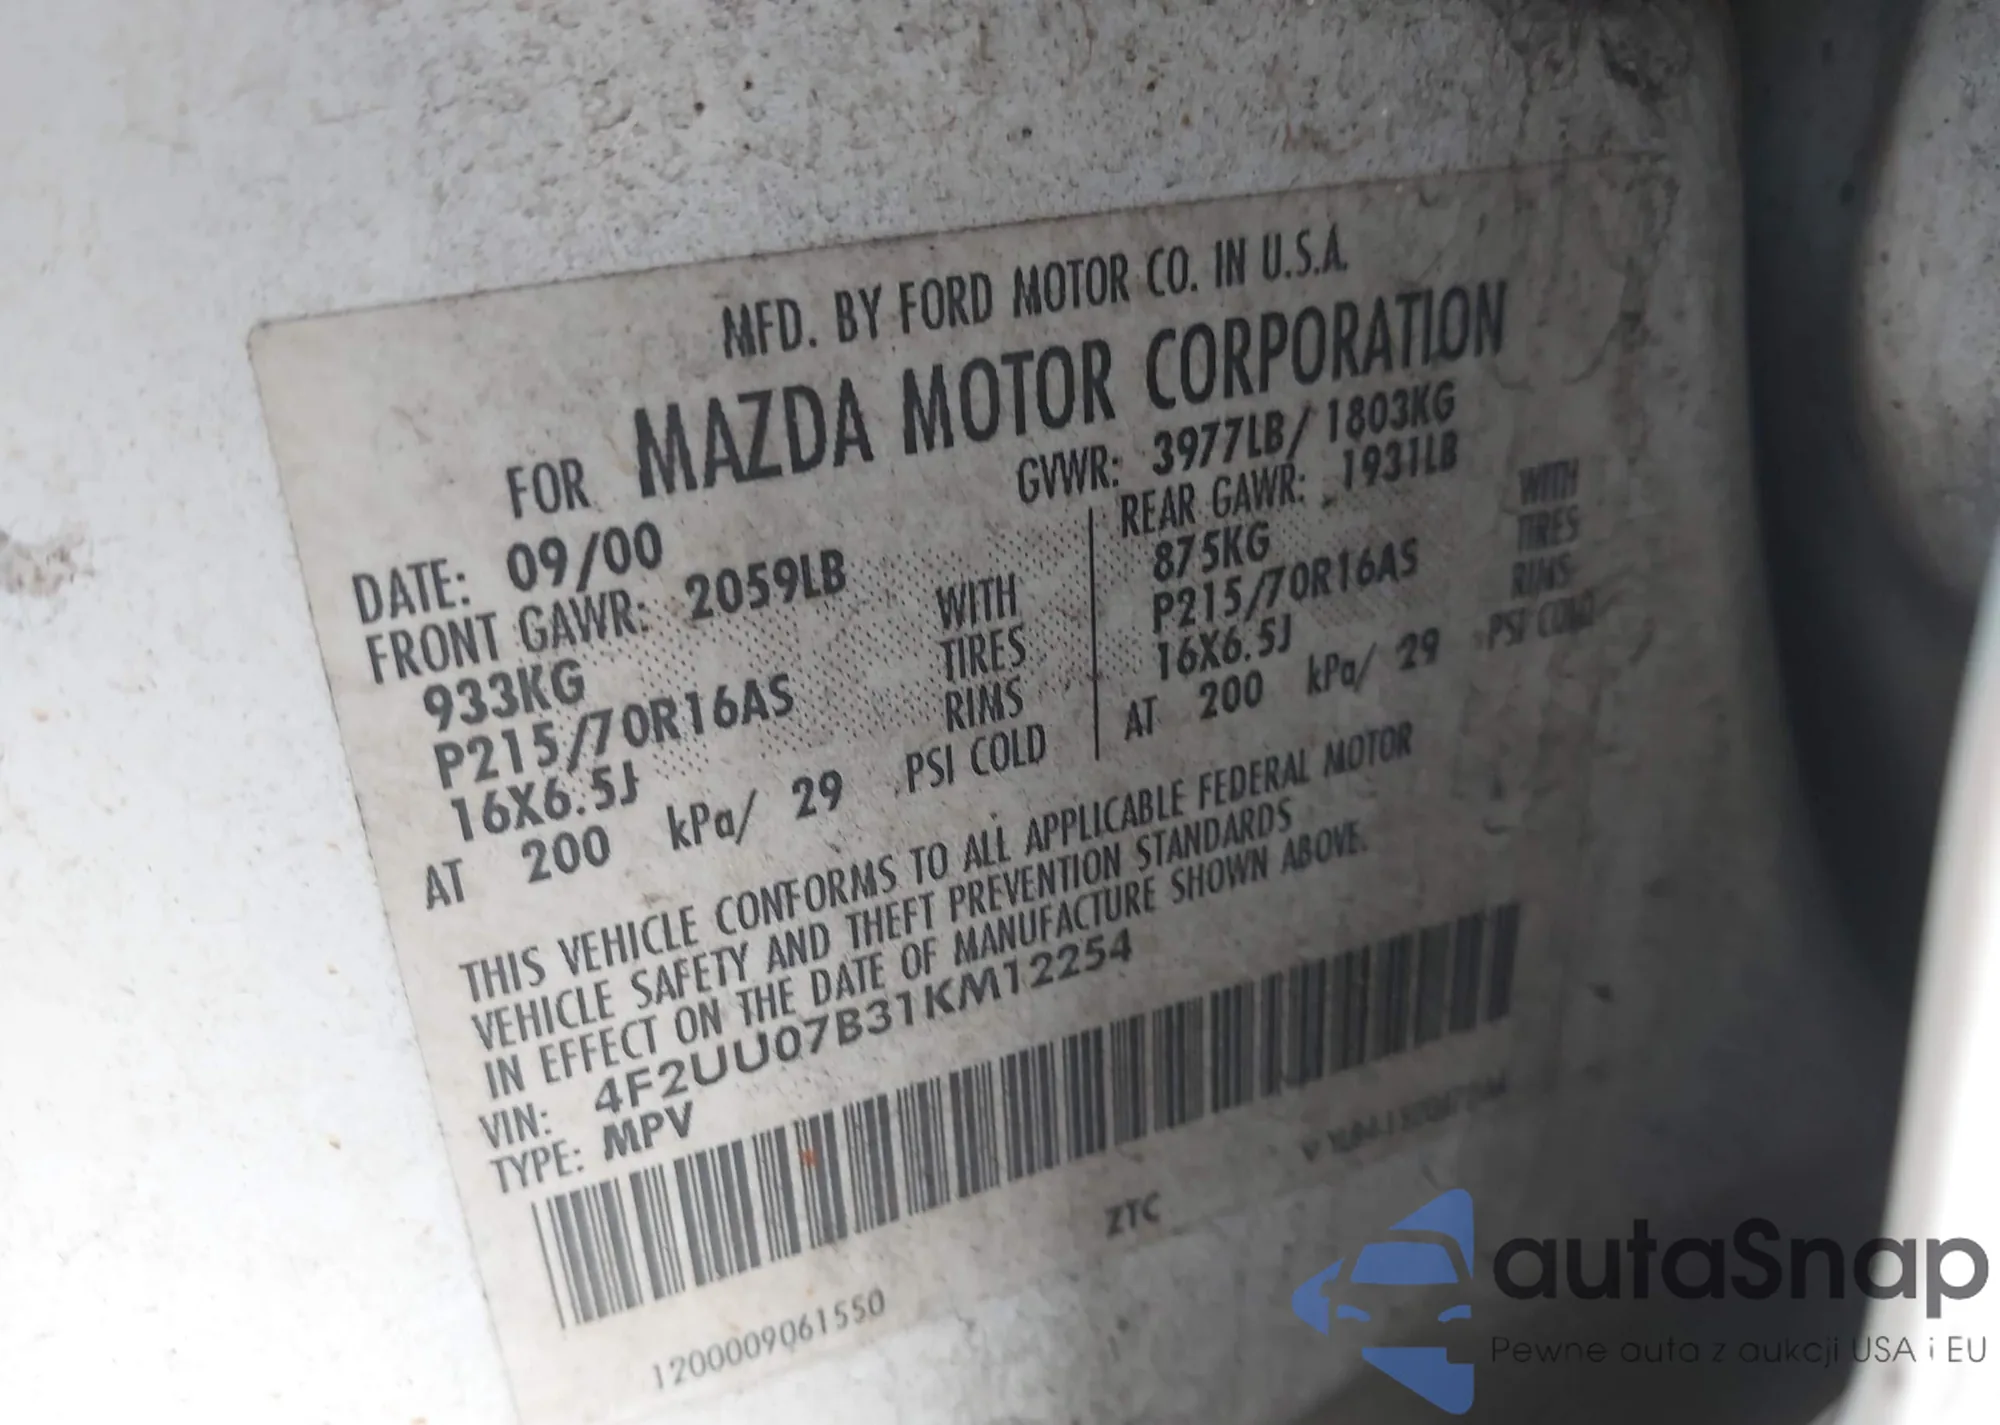 MFD. BY FORD MOTOR CO. IN U.S.A.
FOR MAZDA MOTOR CORPORATION
DATE: 09/00 GVWR: 3977LB/ 1803KG
FRONT GAWR: 2059LB REAR GAWR: 1931LB
933KG WITH 875KG WITH
P215/70R16AS TIRES P215/70R16AS TIRES
16X6.5J RIMS 16X6.5J RIMS
AT 200 kPa/ 29 PSI COLD AT 200 kPa/ 29 PSI COLD
THIS VEHICLE CONFORMS TO ALL APPLICABLE FEDERAL MOTOR
VEHICLE SAFETY AND THEFT PREVENTION STANDARDS
IN EFFECT ON THE DATE OF MANUFACTURE SHOWN ABOVE.
VIN: 4F2UU07B31KM12254
TYPE: MPV
ZTC
1200009061550
autaSnap
Pewne auta z aukcji USA i EU